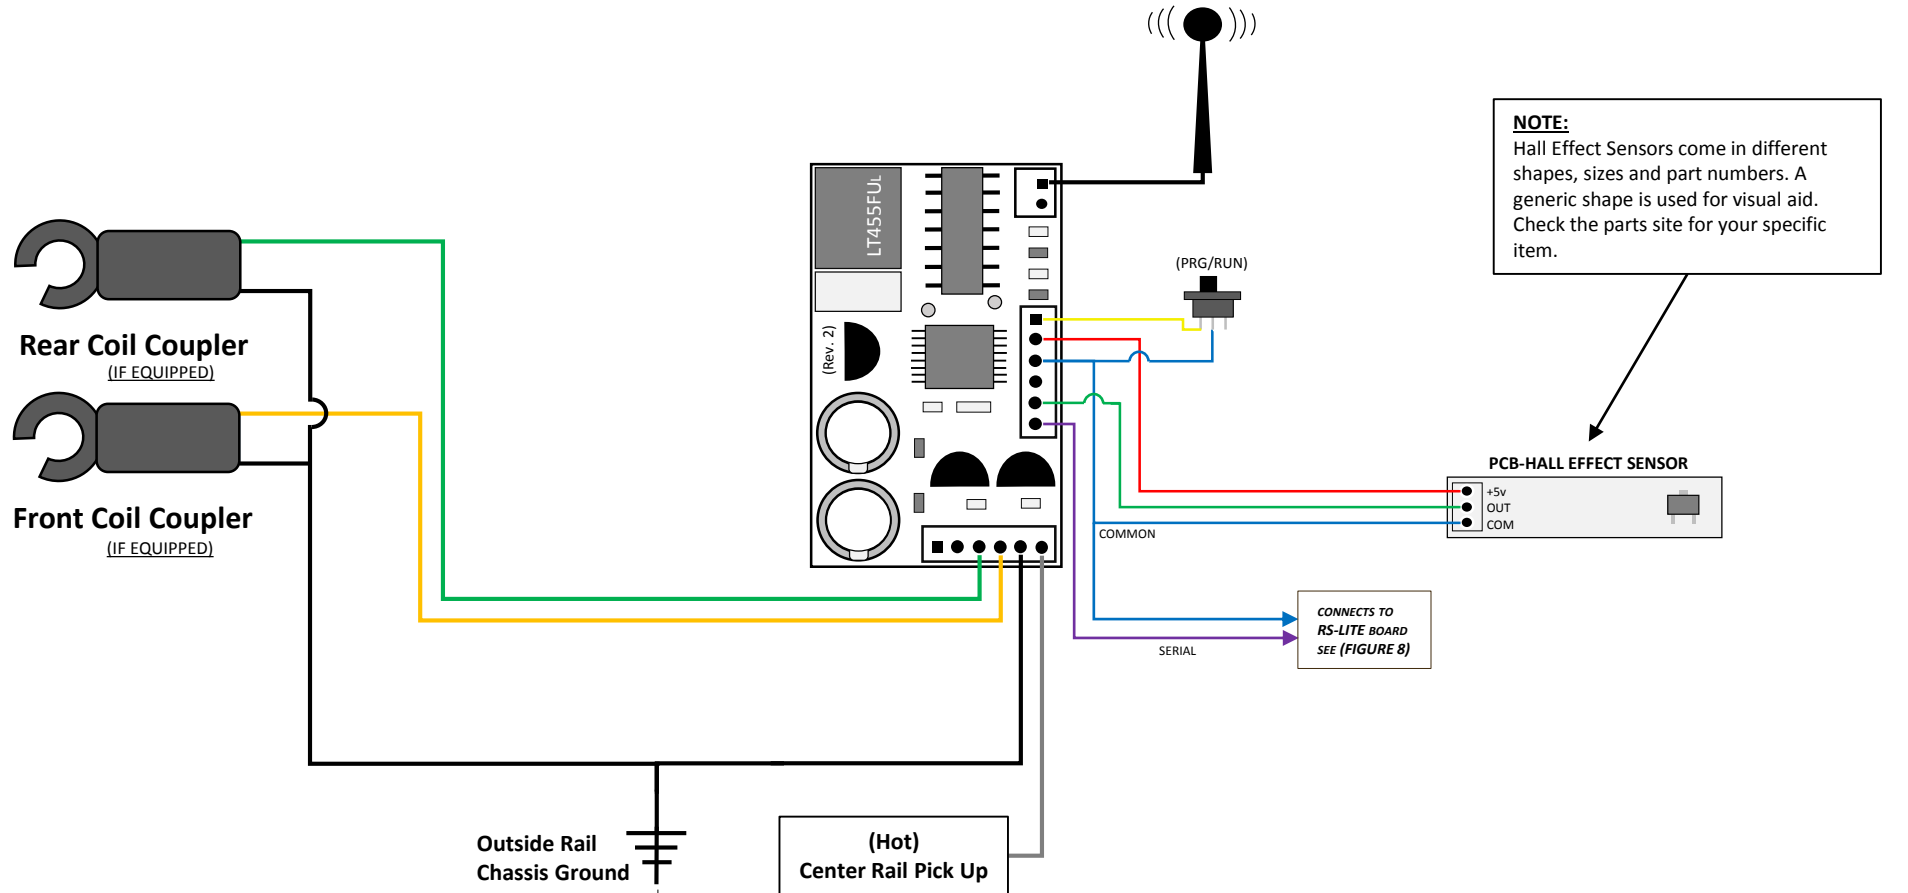 NOTE:
Hall Effect Sensors come in different
shapes, sizes and part numbers. A
generic shape is used for visual aid.
Check the parts site for your specific
item.
LT455FUL
(PRG/RUN)
(Rev. 2)
Rear Coil Coupler
(IF EQUIPPED)
Front Coil Coupler
(IF EQUIPPED)
PCB-HALL EFFECT SENSOR
+5v
OUT
COM
COMMON
CONNECTS TO
RS-LITE BOARD
SEE (FIGURE 8)
SERIAL
Outside Rail
Chassis Ground
(Hot)
Center Rail Pick Up